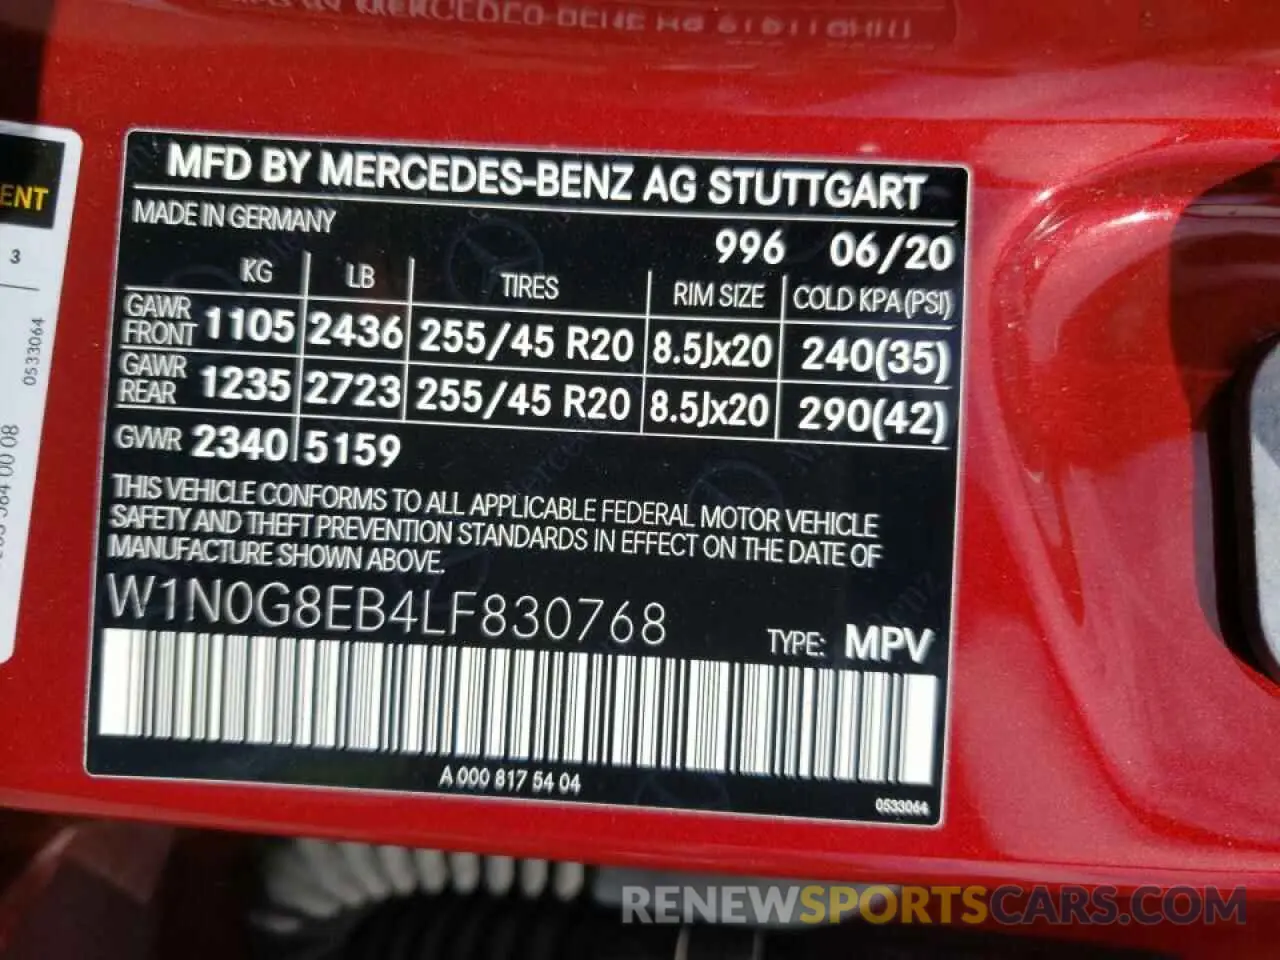 MFD BY MERCEDES-BENZ AG STUTTGART
MADE IN GERMANY
996 06/20
KG LB TIRES RIM SIZE COLD KPA (PSI)
GAWR FRONT 1105 2436 255/45 R20 8.5Jx20 240(35)
GAWR REAR 1235 2723 255/45 R20 8.5Jx20 290(42)
GVWR 2340 5159
THIS VEHICLE CONFORMS TO ALL APPLICABLE FEDERAL MOTOR VEHICLE
SAFETY AND THEFT PREVENTION STANDARDS IN EFFECT ON THE DATE OF
MANUFACTURE SHOWN ABOVE.
W1N0G8EB4LF830768
TYPE: MPV
A 000 817 54 04
0533064
ENT
3
0533064
RENEWSPORTSCARS.COM